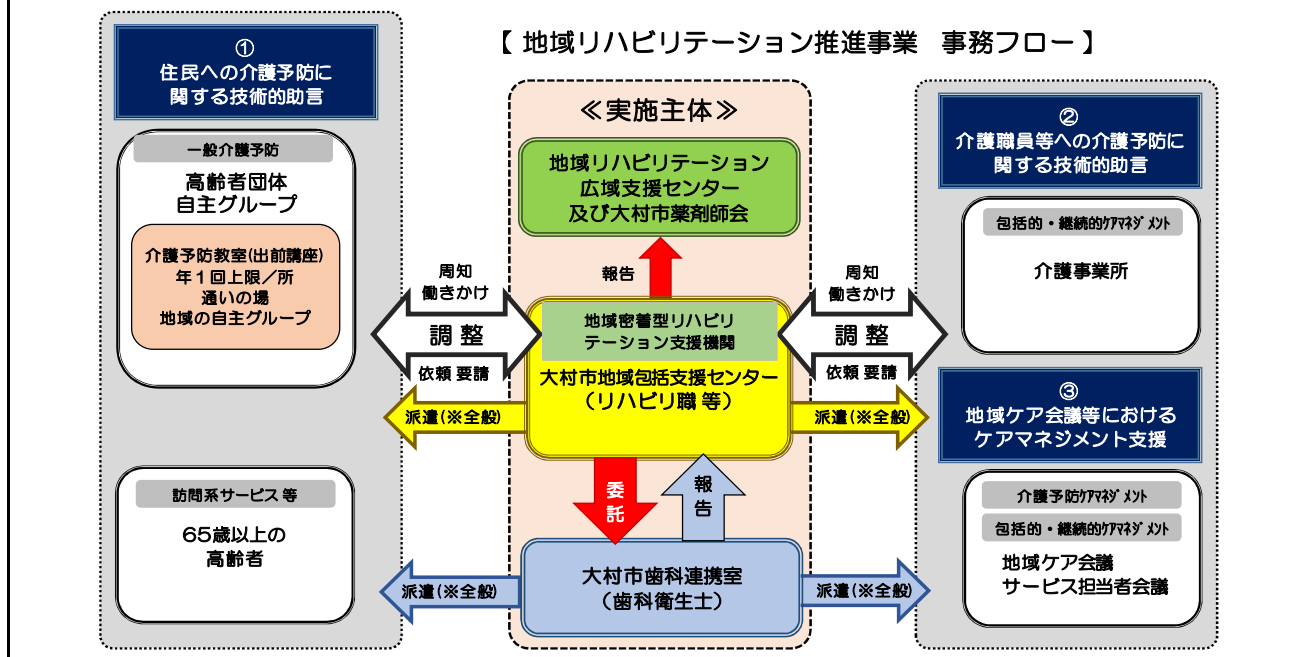 【 地域リハビリテーション推進事業　事務フロー 】
①
住民への介護予防に
関する技術的助言
一般介護予防
高齢者団体
自主グループ
介護予防教室(出前講座)
年１回上限／所
通いの場
地域の自主グループ
訪問系サービス 等
65歳以上の
高齢者
周知
働きかけ
調 整
依頼 要請
派遣(※全般)
派遣(※全般)
≪実施主体≫
地域リハビリテーション
広域支援センター
及び大村市薬剤師会
報告
地域密着型リハビリ
テーション支援機関
大村市地域包括支援センター
（リハビリ職 等）
委
託
報
告
大村市歯科連携室
（歯科衛生士）
周知
働きかけ
調 整
依頼 要請
派遣(※全般)
派遣(※全般)
②
介護職員等への介護予防に
関する技術的助言
包括的・継続的ｹｱﾏﾈｼﾞﾒﾝﾄ
介護事業所
③
地域ケア会議等における
ケアマネジメント支援
介護予防ｹｱﾏﾈｼﾞﾒﾝﾄ
包括的・継続的ｹｱﾏﾈｼﾞﾒﾝﾄ
地域ケア会議
サービス担当者会議